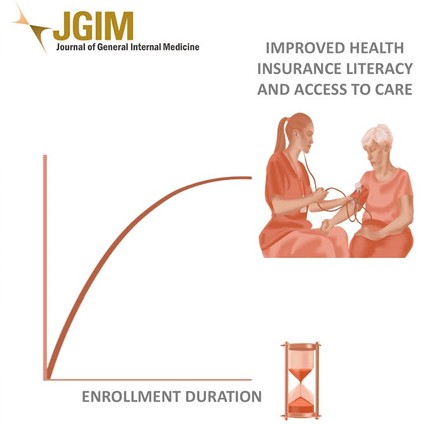 JGIM
Journal of General Internal Medicine
IMPROVED HEALTH
INSURANCE LITERACY
AND ACCESS TO CARE
ENROLLMENT DURATION